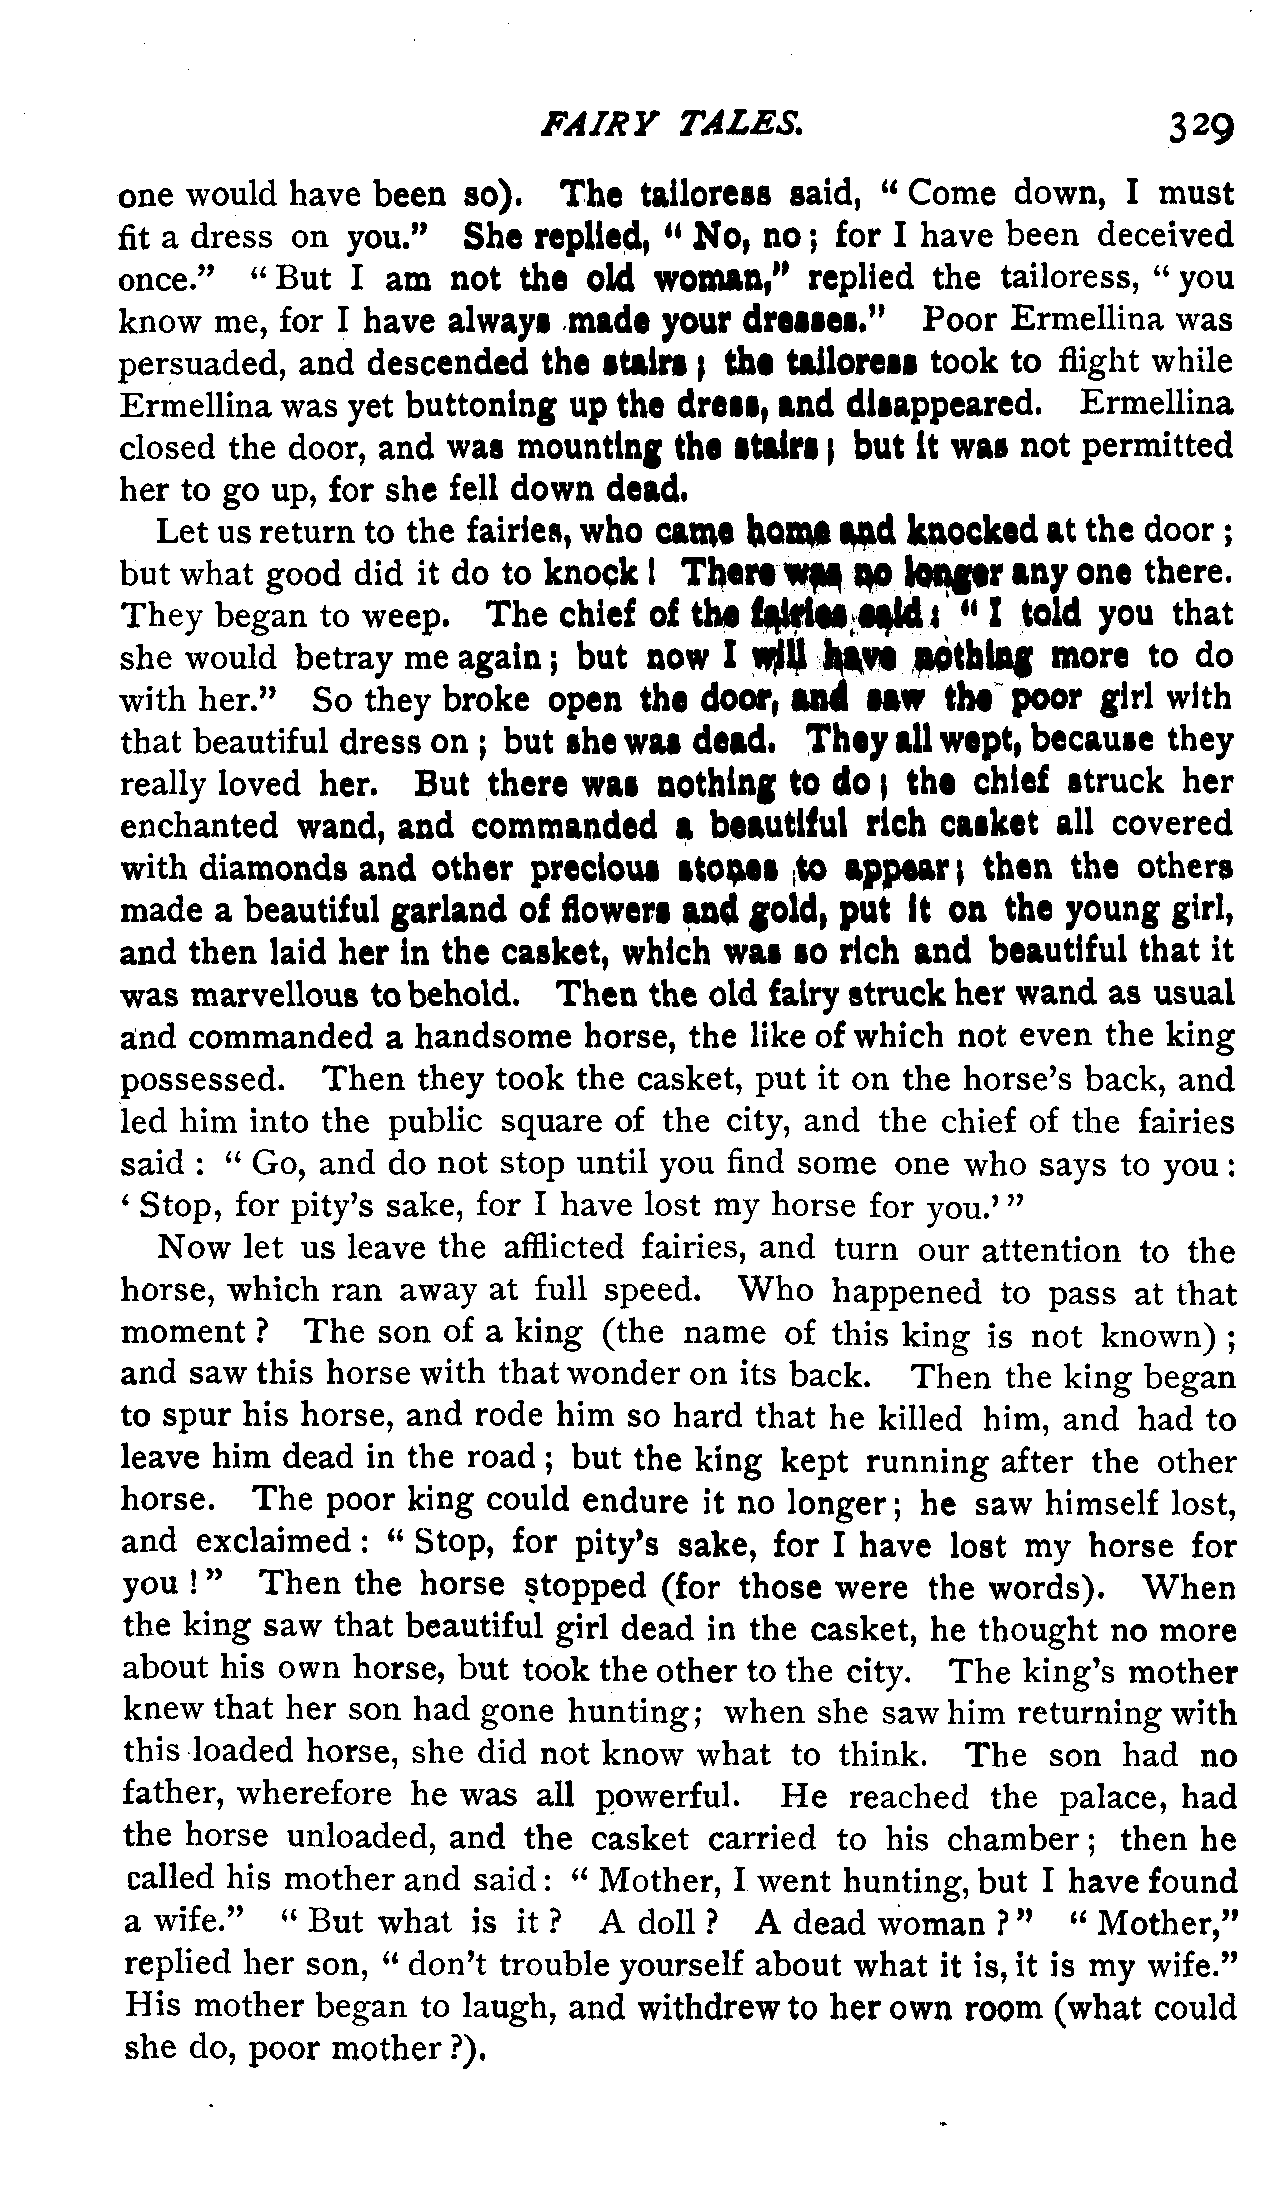 FAIRY TALES. 329
one would have been so). The tailoress said, " Come down, I must
fit a dress on you." She replied, " No, no ; for I have been deceived
once." " But I am not the old woman," replied the tailoress, " you
know me, for I have always made your dresses." Poor Ermellina was
persuaded, and descended the stairs ; the tailoress took to flight while
Ermellina was yet buttoning up the dress, and disappeared. Ermellina
closed the door, and was mounting the stairs ; but it was not permitted
her to go up, for she fell down dead.
Let us return to the fairies, who came home and knocked at the door ;
but what good did it do to knock ! There was no longer any one there.
They began to weep. The chief of the fairies said : " I told you that
she would betray me again ; but now I will have nothing more to do
with her." So they broke open the door, and saw the poor girl with
that beautiful dress on ; but she was dead. They all wept, because they
really loved her. But there was nothing to do ; the chief struck her
enchanted wand, and commanded a beautiful rich casket all covered
with diamonds and other precious stones to appear ; then the others
made a beautiful garland of flowers and gold, put it on the young girl,
and then laid her in the casket, which was so rich and beautiful that it
was marvellous to behold. Then the old fairy struck her wand as usual
and commanded a handsome horse, the like of which not even the king
possessed. Then they took the casket, put it on the horse's back, and
led him into the public square of the city, and the chief of the fairies
said : " Go, and do not stop until you find some one who says to you :
' Stop, for pity's sake, for I have lost my horse for you.' "
Now let us leave the afflicted fairies, and turn our attention to the
horse, which ran away at full speed. Who happened to pass at that
moment ? The son of a king (the name of this king is not known) ;
and saw this horse with that wonder on its back. Then the king began
to spur his horse, and rode him so hard that he killed him, and had to
leave him dead in the road ; but the king kept running after the other
horse. The poor king could endure it no longer ; he saw himself lost,
and exclaimed : " Stop, for pity's sake, for I have lost my horse for
you ! " Then the horse stopped (for those were the words). When
the king saw that beautiful girl dead in the casket, he thought no more
about his own horse, but took the other to the city. The king's mother
knew that her son had gone hunting ; when she saw him returning with
this loaded horse, she did not know what to think. The son had no
father, wherefore he was all powerful. He reached the palace, had
the horse unloaded, and the casket carried to his chamber ; then he
called his mother and said : " Mother, I went hunting, but I have found
a wife." " But what is it ? A doll ? A dead woman ? " " Mother,"
replied her son, " don't trouble yourself about what it is, it is my wife."
His mother began to laugh, and withdrew to her own room (what could
she do, poor mother ?).